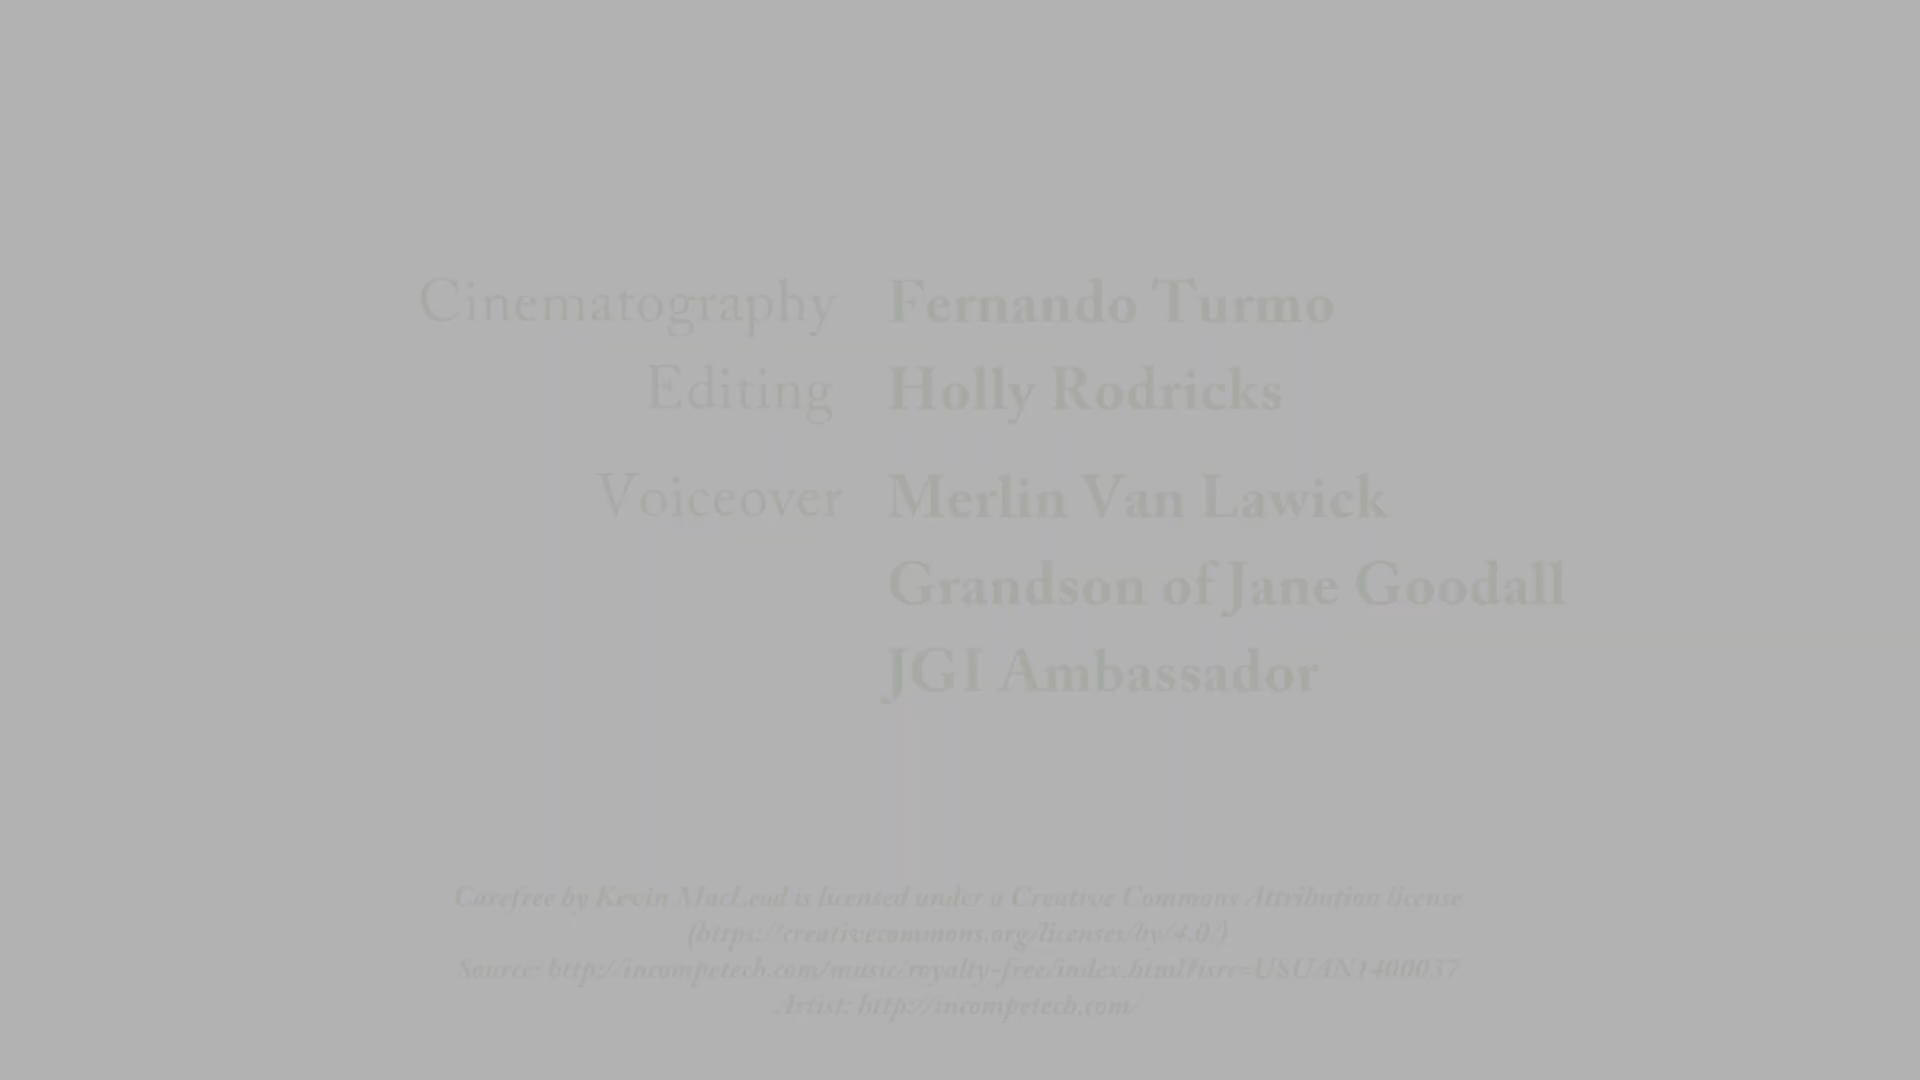 Cinematography Fernando Turmo
Editing Holly Rodricks
Voiceover Merlin Van Lawick
Grandson of Jane Goodall
JGI Ambassador
Carefree by Kevin MacLeod is licensed under a Creative Commons Attribution license
(https://creativecommons.org/licenses/by/4.0/)
Source: http://incompetech.com/music/royalty-free/index.html?isrc=USUAN1400037
Artist: http://incompetech.com/